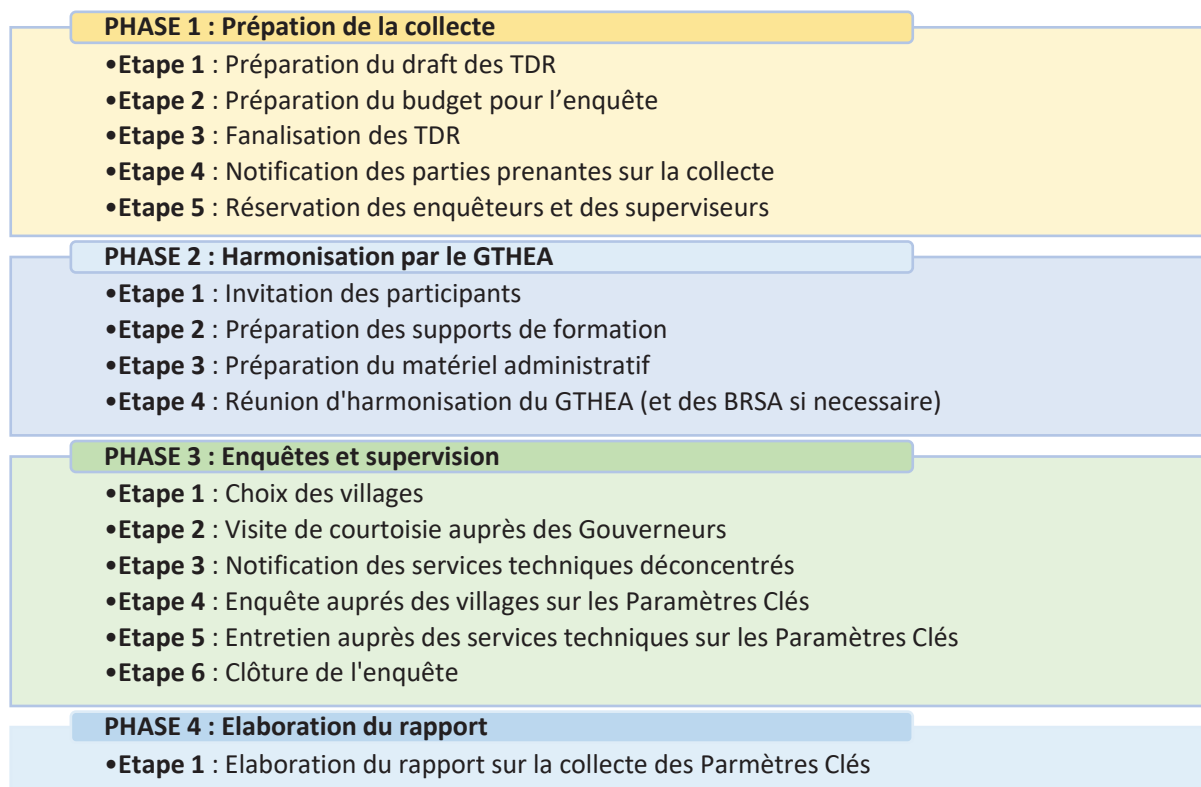 PHASE 1 : Prépation de la collecte
•Etape 1 : Préparation du draft des TDR
•Etape 2 : Préparation du budget pour l’enquête
•Etape 3 : Fanalisation des TDR
•Etape 4 : Notification des parties prenantes sur la collecte
•Etape 5 : Réservation des enquêteurs et des superviseurs
PHASE 2 : Harmonisation par le GTHEA
•Etape 1 : Invitation des participants
•Etape 2 : Préparation des supports de formation
•Etape 3 : Préparation du matériel administratif
•Etape 4 : Réunion d'harmonisation du GTHEA (et des BRSA si necessaire)
PHASE 3 : Enquêtes et supervision
•Etape 1 : Choix des villages
•Etape 2 : Visite de courtoisie auprès des Gouverneurs
•Etape 3 : Notification des services techniques déconcentrés
•Etape 4 : Enquête auprés des villages sur les Paramètres Clés
•Etape 5 : Entretien auprès des services techniques sur les Paramètres Clés
•Etape 6 : Clôture de l'enquête
PHASE 4 : Elaboration du rapport
•Etape 1 : Elaboration du rapport sur la collecte des Parmètres Clés